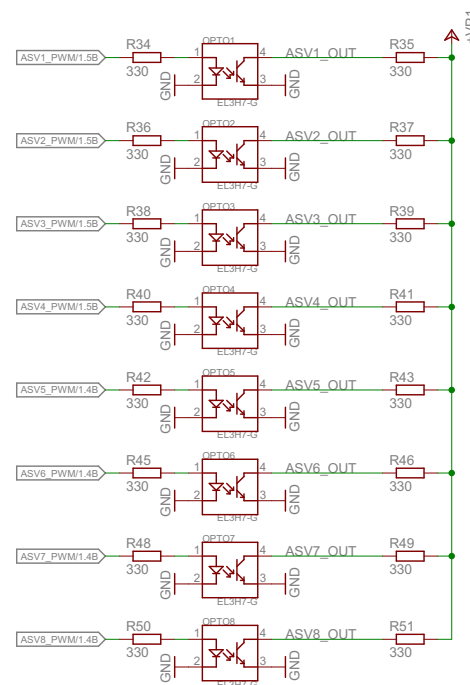 +VR1
R34 OPTO1 R35
ASV1_PWM/1.5B 330 1 2 4 3 ASV1_OUT 330
GND EL3H7-G GND
R36 OPTO2 R37
ASV2_PWM/1.5B 330 1 2 4 3 ASV2_OUT 330
GND EL3H7-G GND
R38 OPTO3 R39
ASV3_PWM/1.5B 330 1 2 4 3 ASV3_OUT 330
GND EL3H7-G GND
R40 OPTO4 R41
ASV4_PWM/1.5B 330 1 2 4 3 ASV4_OUT 330
GND EL3H7-G GND
R42 OPTO5 R43
ASV5_PWM/1.4B 330 1 2 4 3 ASV5_OUT 330
GND EL3H7-G GND
R45 OPTO6 R46
ASV6_PWM/1.4B 330 1 2 4 3 ASV6_OUT 330
GND EL3H7-G GND
R48 OPTO7 R49
ASV7_PWM/1.4B 330 1 2 4 3 ASV7_OUT 330
GND EL3H7-G GND
R50 OPTO8 R51
ASV8_PWM/1.4B 330 1 2 4 3 ASV8_OUT 330
GND EL3H7-G GND